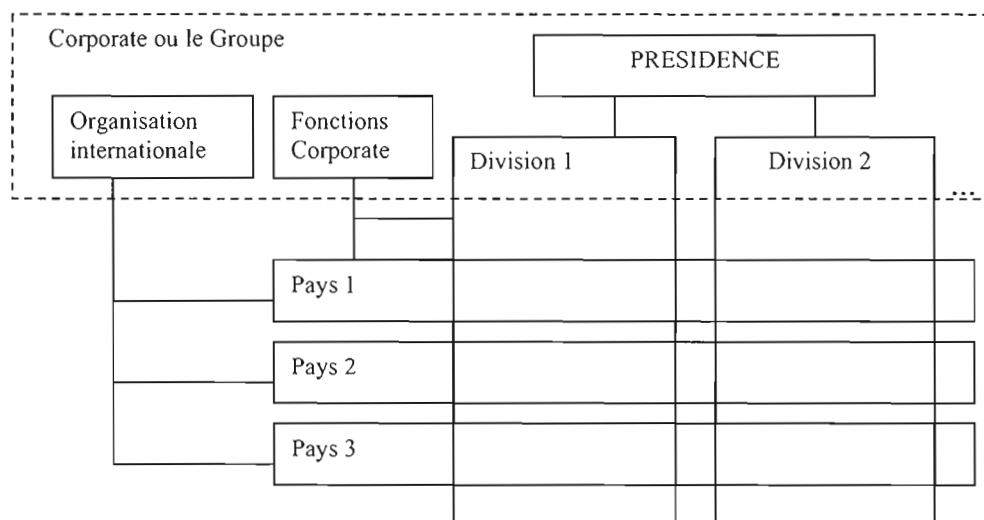 Corporate ou le Groupe
PRESIDENCE
Organisation
internationale
Fonctions
Corporate
Division 1
Division 2
...
Pays 1
Pays 2
Pays 3